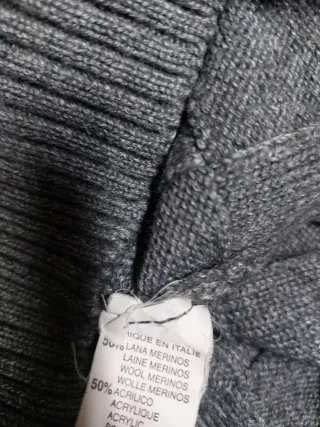 RIQUE EN ITALIE
50% LANA MERINOS
LAINE MERINOS
WOOL MERINOS
WOLLE MERINOS
50% ACRILICO
ACRYLIQUE
ACRYLIC